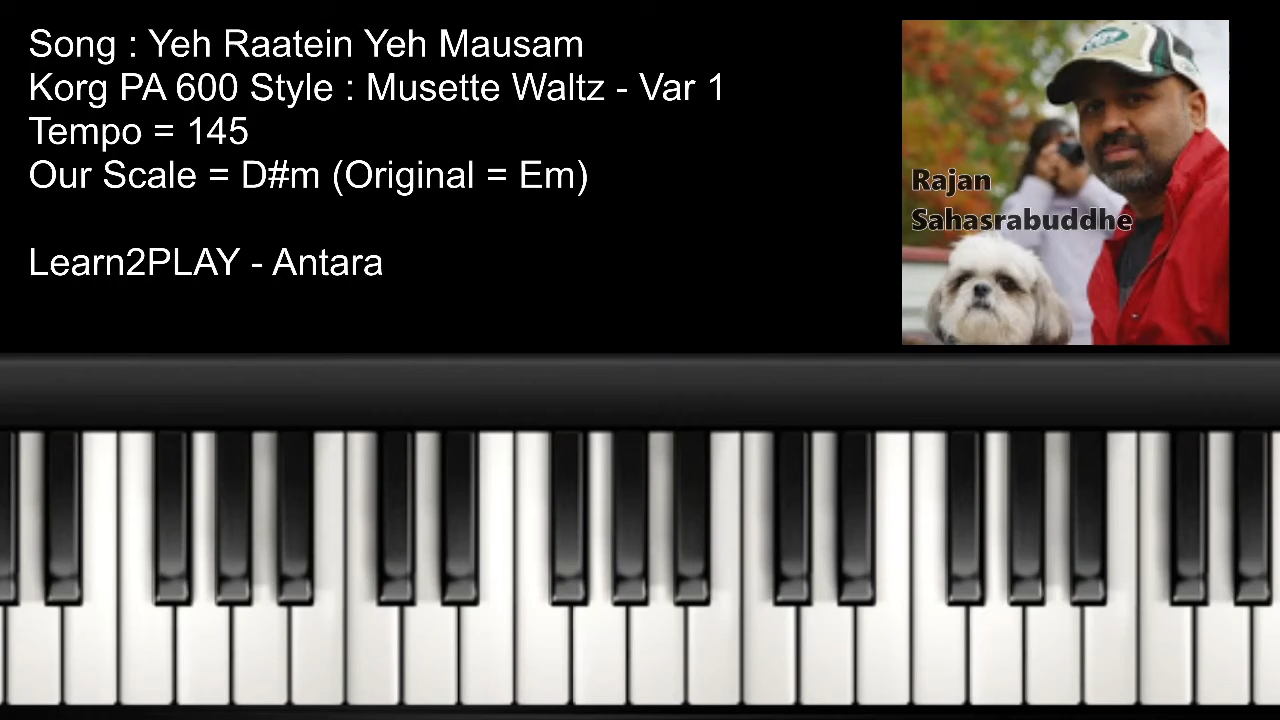 Song : Yeh Raatein Yeh Mausam
Korg PA 600 Style : Musette Waltz - Var 1
Tempo = 145
Our Scale = D#m (Original = Em)
Learn2PLAY - Antara
Rajan
Sahasrabuddhe